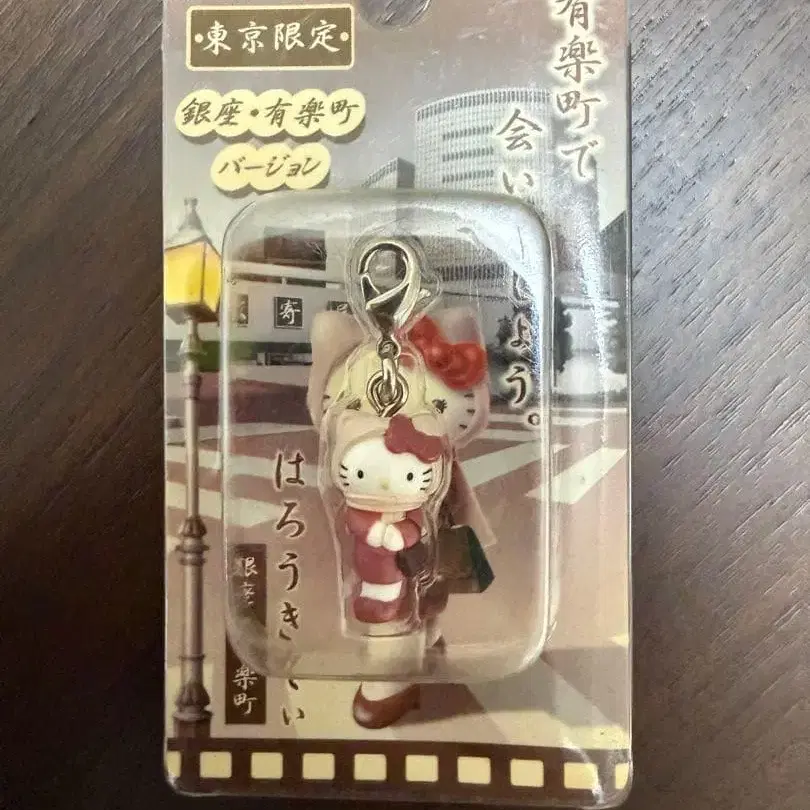 ・東京限定・
銀座・有楽町
バージョン
有楽町で
会いましょう。
寄
はろうきてぃ
銀座・有楽町